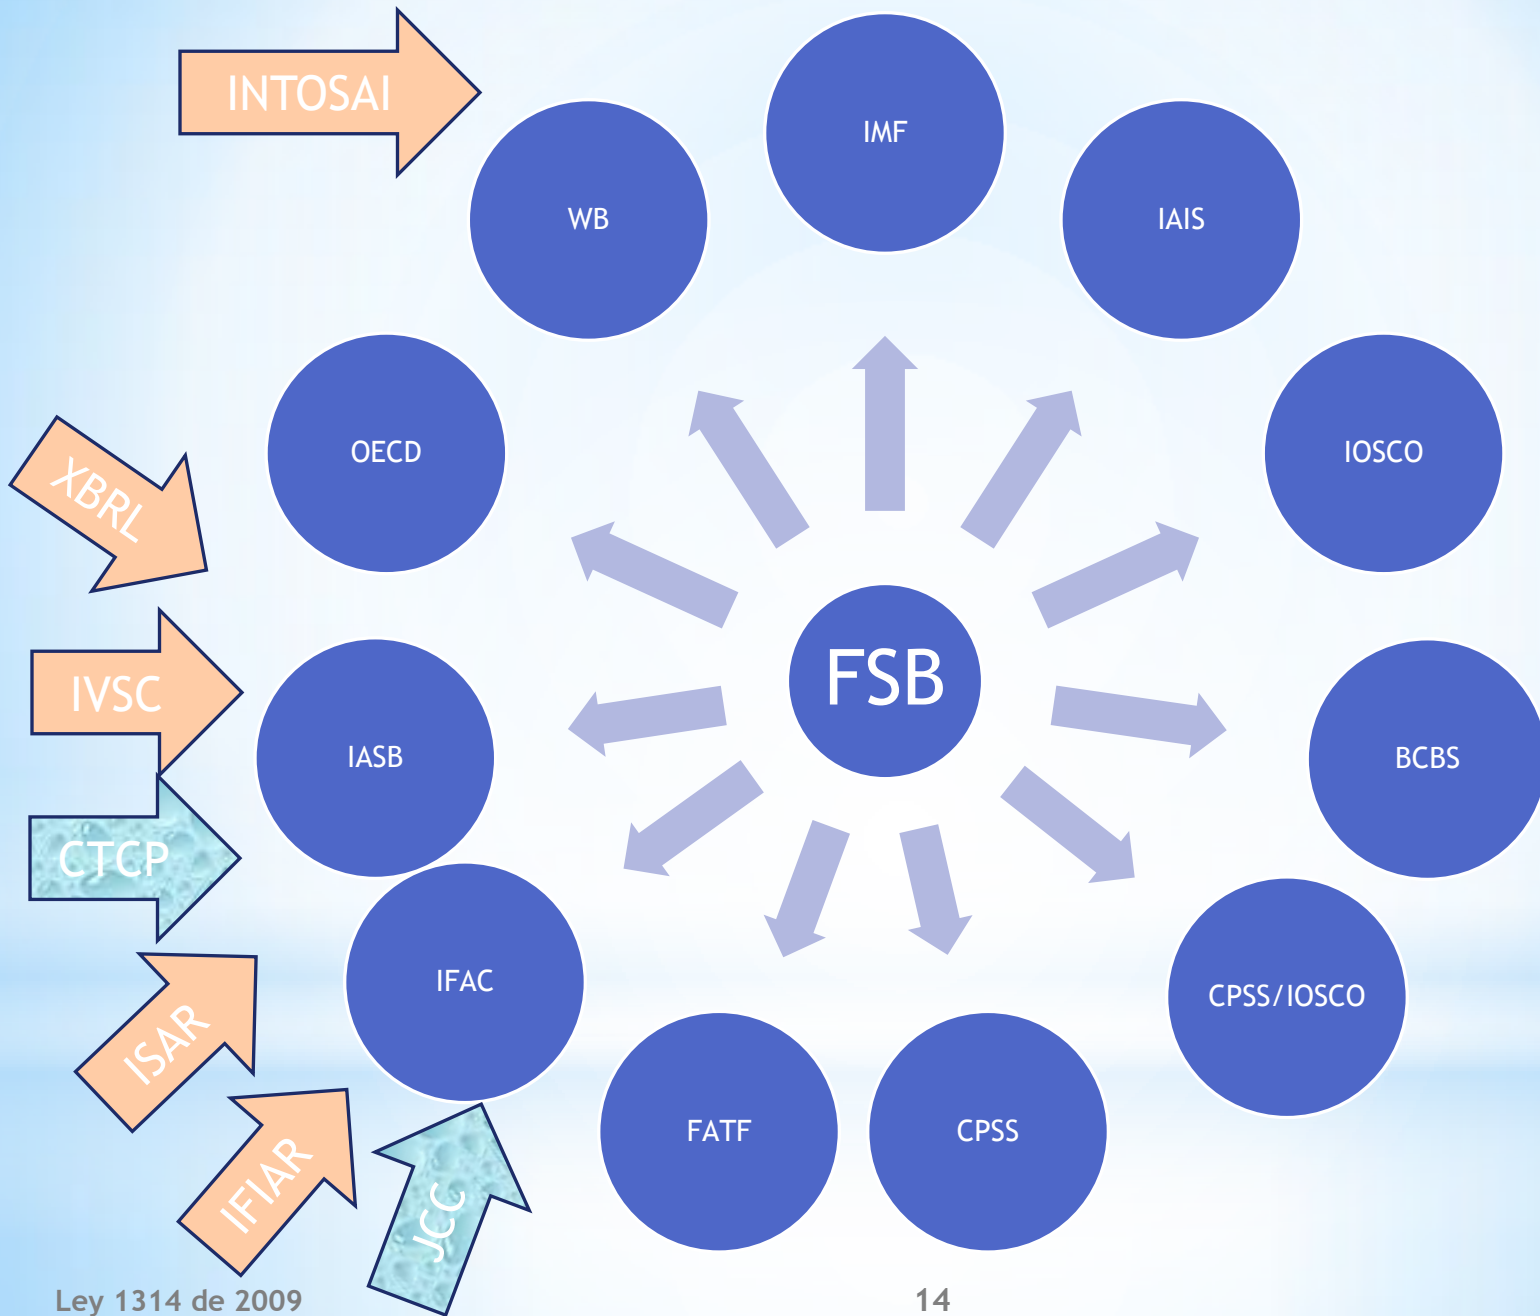 INTOSAI
IMF
WB
IAIS
OECD
IOSCO
XBRL
FSB
IVSC
IASB
BCBS
CTCP
IFAC
CPSS/IOSCO
ISAR
FATF
CPSS
IFIAR
JCC
Ley 1314 de 2009
14